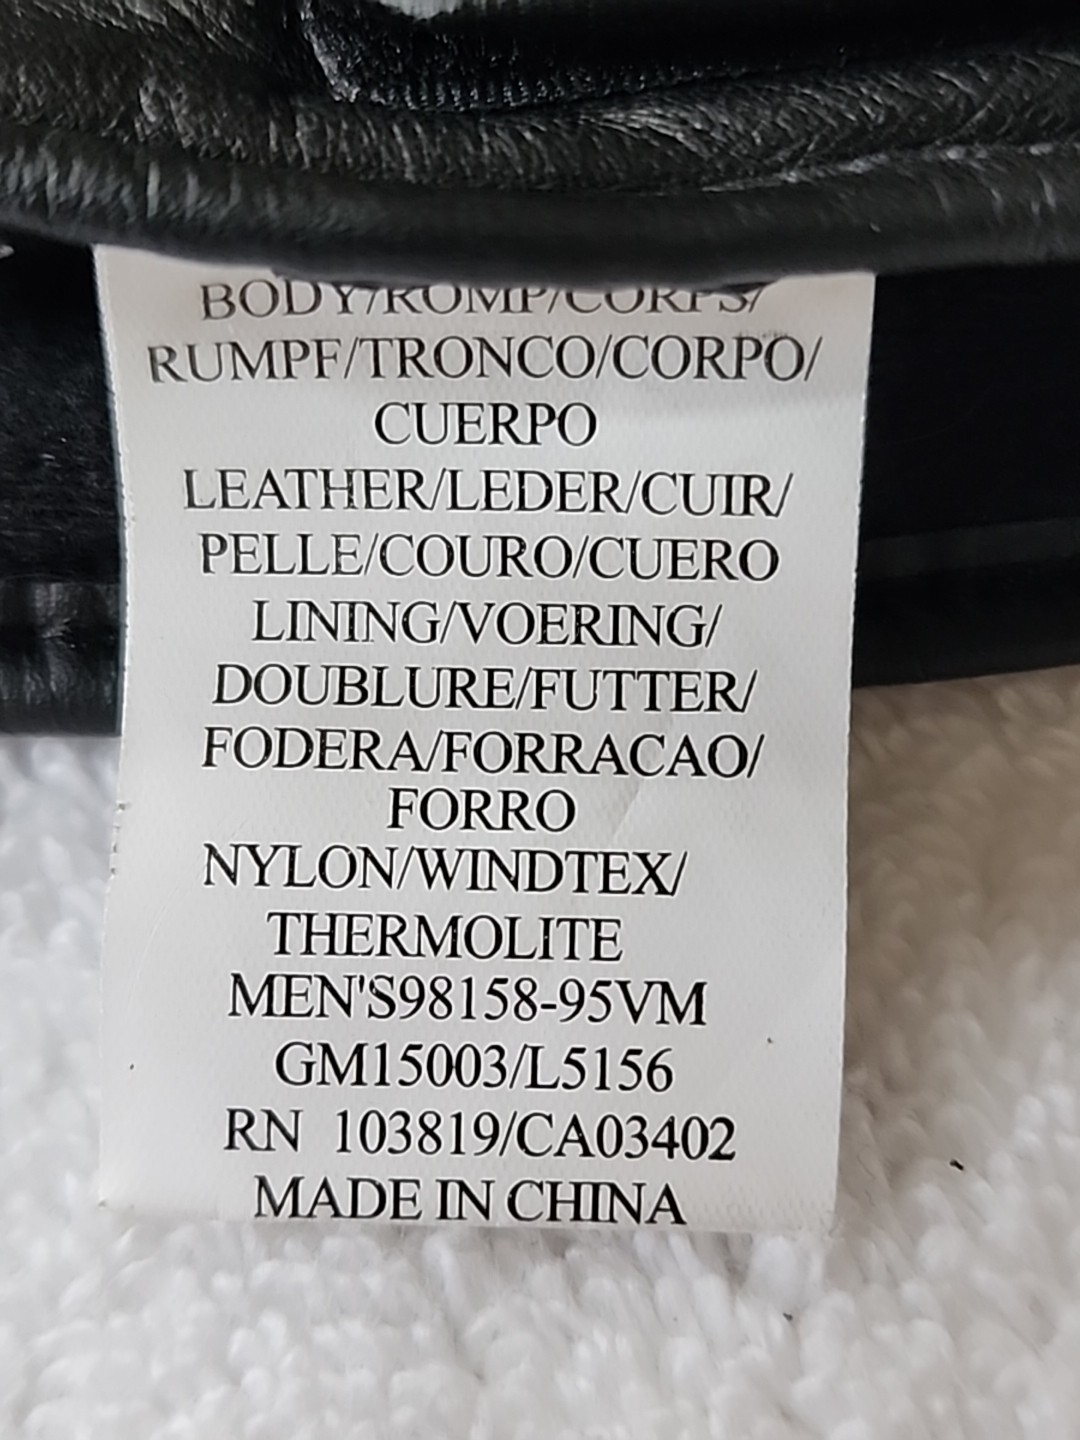 BODY/ROMP/CORPS/
RUMPF/TRONCO/CORPO/
CUERPO
LEATHER/LEDER/CUIR/
PELLE/COURO/CUERO
LINING/VOERING/
DOUBLURE/FUTTER/
FODERA/FORRACAO/
FORRO
NYLON/WINDTEX/
THERMOLITE
MEN'S98158-95VM
GM15003/L5156
RN 103819/CA03402
MADE IN CHINA